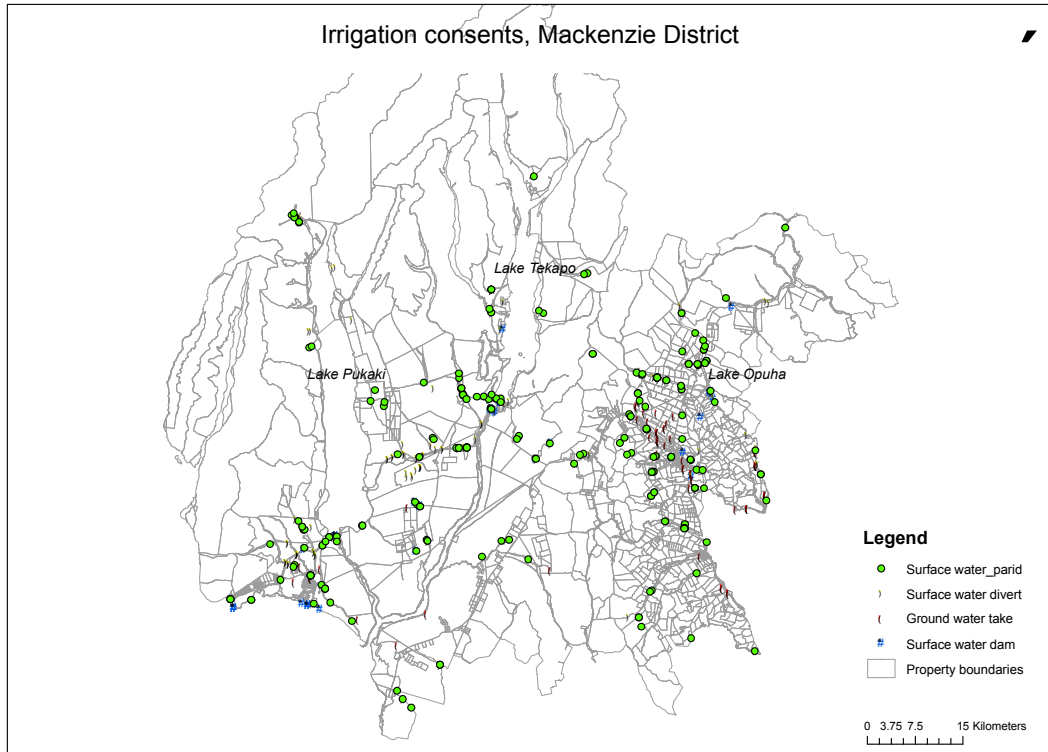 Irrigation consents, Mackenzie District
Lake Tekapo
Lake Pukaki
Lake Opuha
Legend
Surface water_parid
Surface water divert
Ground water take
Surface water dam
Property boundaries
0 3.75 7.5 15 Kilometers